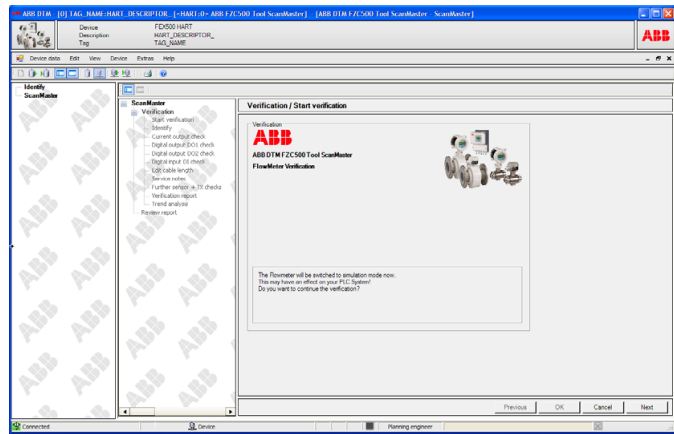 ABB DTM [0] TAG_NAME:HART_DESCRIPTOR_ [<HART:0> ABB FZC500 Tool ScanMaster] - [ABB DTM FZC500 Tool ScanMaster - ScanMaster]
Device FEX500 HART
Description HART_DESCRIPTOR_
Tag TAG_NAME
ABB
Device data Edit View Device Extras Help
Identify
ScanMaster
ScanMaster
Verification
Start verification
Identify
Current output check
Digital output DO1 check
Digital output DO2 check
Digital input DI check
Edit cable length
Service notes
Further sensor + TX checks
Verification report
Trend analysis
Review report
Verification / Start verification
Verification
ABB
ABB DTM FZC500 Tool ScanMaster
FlowMeter Verification
The Flowmeter will be switched to simulation mode now.
This may have an effect on your PLC System!
Do you want to continue the verification?
Previous OK Cancel Next
Connected Device Planning engineer